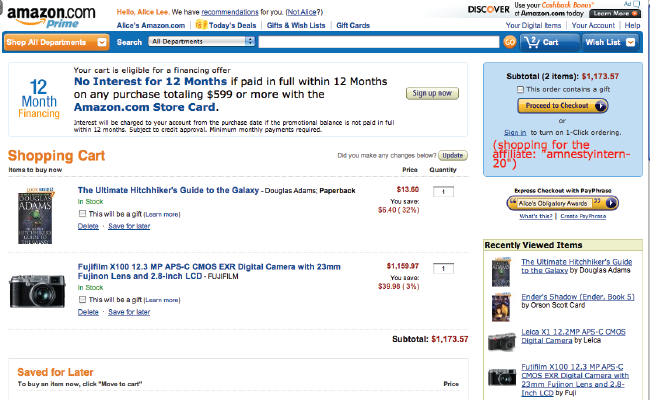 amazon.com
Prime
Hello, Alice Lee. We have recommendations for you. (Not Alice?)
Alice's Amazon.com
Today's Deals
Gifts & Wish Lists
Gift Cards
DISCOVER
Use your Cashback Bonus®
at Amazon.com today
Ad
Learn More
Your Digital Items
Your Account
Help
Shop All Departments
Search
All Departments
GO
2
Cart
Wish List
12
Month
Financing
Your cart is eligible for a financing offer
No Interest for 12 Months if paid in full within 12 Months
on any purchase totaling $599 or more with the
Amazon.com Store Card.
Sign up now
Interest will be charged to your account from the purchase date if the promotional balance is not paid in full
within 12 months. Subject to credit approval. Minimum monthly payments required.
Subtotal (2 items): $1,173.57
This order contains a gift
Proceed to Checkout
or
Sign in to turn on 1-Click ordering.
(shopping for the
affiliate: "amnestyintern-
20")
Express Checkout with PayPhrase
Alice's Obligatory Awards
What's this? | Create PayPhrase
Shopping Cart
Did you make any changes below?
Update
Items to buy now
Price
Quantity
DOUGLAS
ADAMS
The Ultimate Hitchhiker's Guide to the Galaxy - Douglas Adams; Paperback
In Stock
This will be a gift (Learn more)
Delete
Save for later
$13.60
You save:
$6.40 (32%)
1
Fujifilm X100 12.3 MP APS-C CMOS EXR Digital Camera with 23mm
Fujinon Lens and 2.8-Inch LCD - FUJIFILM
In Stock
This will be a gift (Learn more)
Delete
Save for later
$1,159.97
You save:
$39.98 (3%)
1
Subtotal: $1,173.57
Saved for Later
To buy an item now, click "Move to cart"
Price
Recently Viewed Items
The Ultimate Hitchhiker's Guide
to the Galaxy by Douglas Adams
Ender's Shadow (Ender, Book 5)
by Orson Scott Card
Leica X1 12.2MP APS-C CMOS
Digital Camera by Leica
Fujifilm X100 12.3 MP APS-C
CMOS EXR Digital Camera with
23mm Fujinon Lens and 2.8-
Inch LCD by Fuji